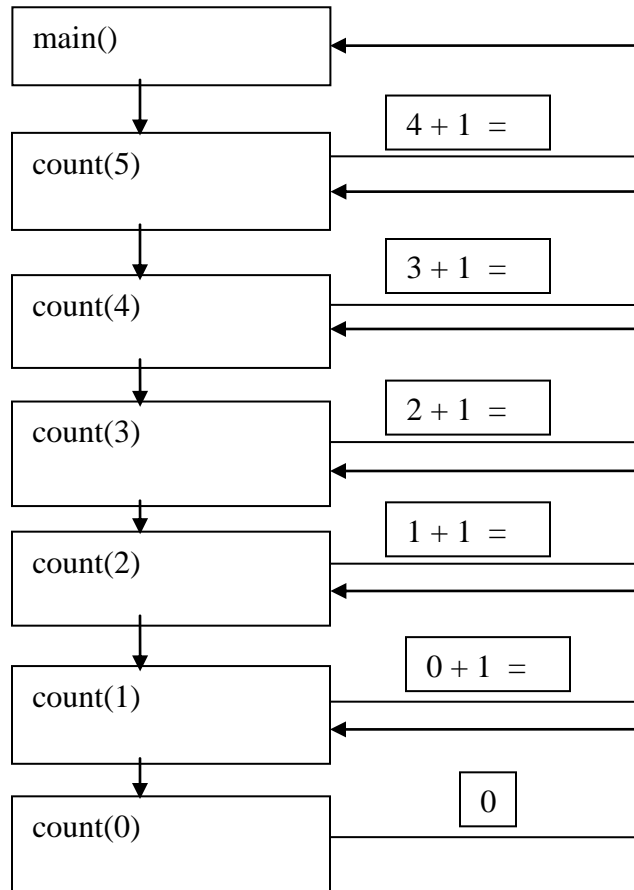 main()
4 + 1 =
count(5)
3 + 1 =
count(4)
2 + 1 =
count(3)
1 + 1 =
count(2)
0 + 1 =
count(1)
0
count(0)